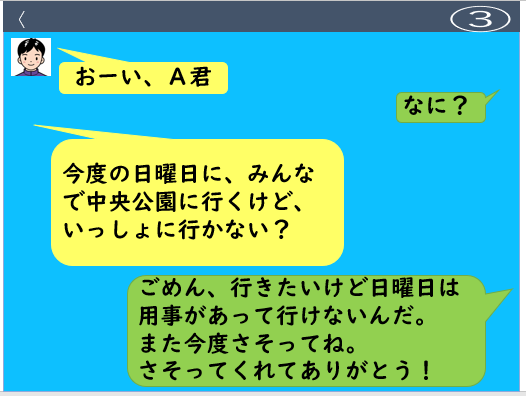 〈
③
おーい、A君
なに？
今度の日曜日に、みんな
で中央公園に行くけど、
いっしょに行かない？
ごめん、行きたいけど日曜日は
用事があって行けないんだ。
また今度さそってね。
さそってくれてありがとう！